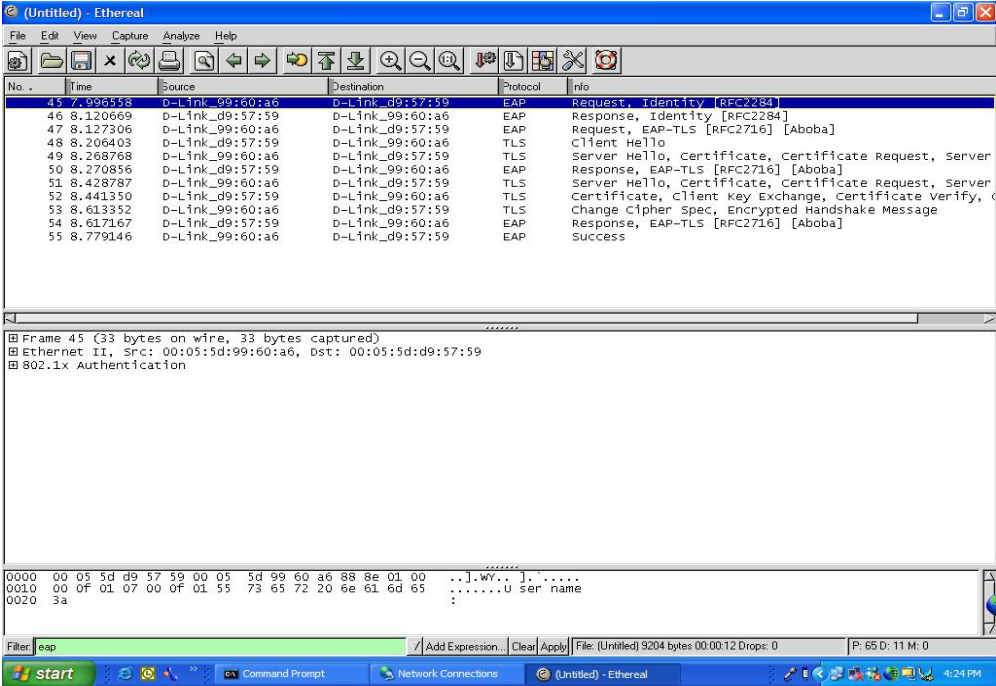 (Untitled) - Ethereal
File Edit View Capture Analyze Help
No. . Time Source Destination Protocol Info
45 7.996558 D-Link_99:60:a6 D-Link_d9:57:59 EAP Request, Identity [RFC2284]
46 8.120669 D-Link_d9:57:59 D-Link_99:60:a6 EAP Response, Identity [RFC2284]
47 8.127306 D-Link_99:60:a6 D-Link_d9:57:59 EAP Request, EAP-TLS [RFC2716] [Aboba]
48 8.206403 D-Link_d9:57:59 D-Link_99:60:a6 TLS Client Hello
49 8.268768 D-Link_99:60:a6 D-Link_d9:57:59 TLS Server Hello, Certificate, Certificate Request, Server
50 8.270856 D-Link_d9:57:59 D-Link_99:60:a6 EAP Response, EAP-TLS [RFC2716] [Aboba]
51 8.428787 D-Link_99:60:a6 D-Link_d9:57:59 TLS Server Hello, Certificate, Certificate Request, Server
52 8.441350 D-Link_d9:57:59 D-Link_99:60:a6 TLS Certificate, Client Key Exchange, Certificate Verify,
53 8.613352 D-Link_99:60:a6 D-Link_d9:57:59 TLS Change Cipher Spec, Encrypted Handshake Message
54 8.617167 D-Link_d9:57:59 D-Link_99:60:a6 EAP Response, EAP-TLS [RFC2716] [Aboba]
55 8.779146 D-Link_99:60:a6 D-Link_d9:57:59 EAP Success
Frame 45 (33 bytes on wire, 33 bytes captured)
Ethernet II, Src: 00:05:5d:99:60:a6, Dst: 00:05:5d:d9:57:59
802.1x Authentication
0000 00 05 5d d9 57 59 00 05 5d 99 60 a6 88 8e 01 00 ..].WY.. ].`.....
0010 00 0f 01 07 00 0f 01 55 73 65 72 20 6e 61 6d 65 .......U ser name
0020 3a :
Filter: eap / Add Expression... Clear Apply File: (Untitled) 9204 bytes 00:00:12 Drops: 0 P: 65 D: 11 M: 0
start Command Prompt Network Connections (Untitled) - Ethereal 4:24 PM